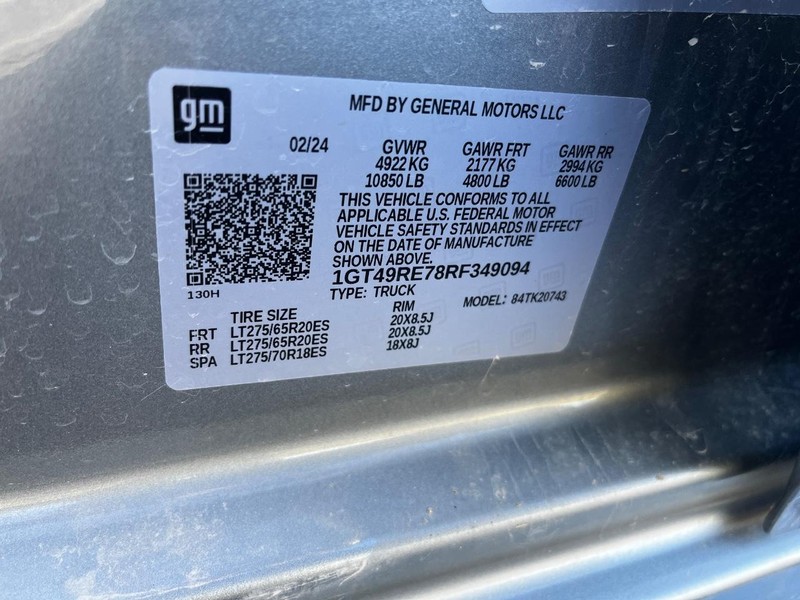 gm
MFD BY GENERAL MOTORS LLC
02/24 GVWR GAWR FRT GAWR RR
4922 KG 2177 KG 2994 KG
10850 LB 4800 LB 6600 LB
THIS VEHICLE CONFORMS TO ALL
APPLICABLE U.S. FEDERAL MOTOR
VEHICLE SAFETY STANDARDS IN EFFECT
ON THE DATE OF MANUFACTURE
SHOWN ABOVE.
1GT49RE78RF349094
130H
TYPE: TRUCK
MODEL: 84TK20743
TIRE SIZE RIM
FRT LT275/65R20ES 20X8.5J
RR LT275/65R20ES 20X8.5J
SPA LT275/70R18ES 18X8J